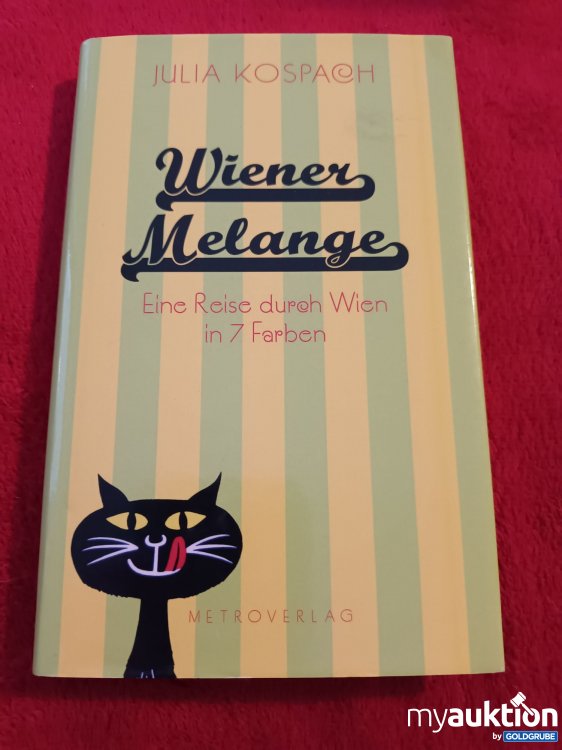 JULIA KOSPACH
Wiener
Melange
Eine Reise durch Wien
in 7 Farben
METROVERLAG
myauktion
by GOLDGRUBE